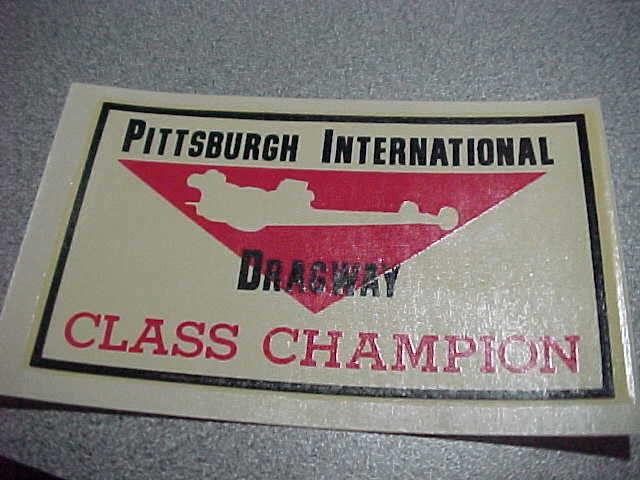 PITTSBURGH INTERNATIONAL
DRAGWAY
CLASS CHAMPION